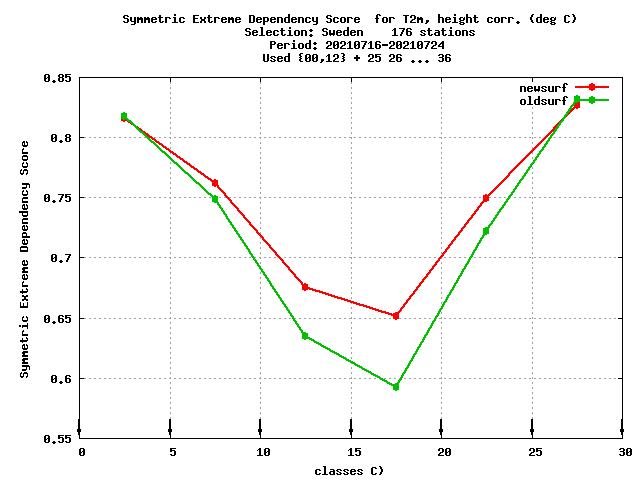 Symmetric Extreme Dependency Score  for T2m, height corr. (deg C)
Selection: Sweden    176 stations
Period: 20210716-20210724
Used {00,12} + 25 26 ... 36
newsurf
oldsurf
0.85
0.8
0.75
0.7
0.65
0.6
0.55
Symmetric Extreme Dependency Score
0 5 10 15 20 25 30
classes C)